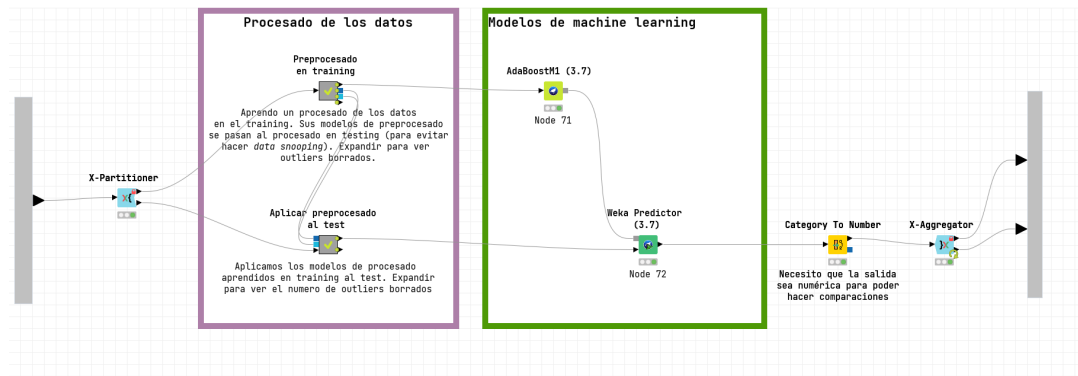 Procesado de los datos
Modelos de machine learning
Preprocesado
en training
Aprendo un procesado de los datos
en el training. Sus modelos de preprocesado
se pasan al procesado en testing (para evitar
hacer data snooping). Expandir para ver
outliers borrados.
AdaBoostM1 (3.7)
Node 71
X-Partitioner
Aplicar preprocesado
al test
Aplicamos los modelos de procesado
aprendidos en training al test. Expandir
para ver el numero de outliers borrados
Weka Predictor
(3.7)
Node 72
Category To Number
Necesito que la salida
sea numérica para poder
hacer comparaciones
X-Aggregator